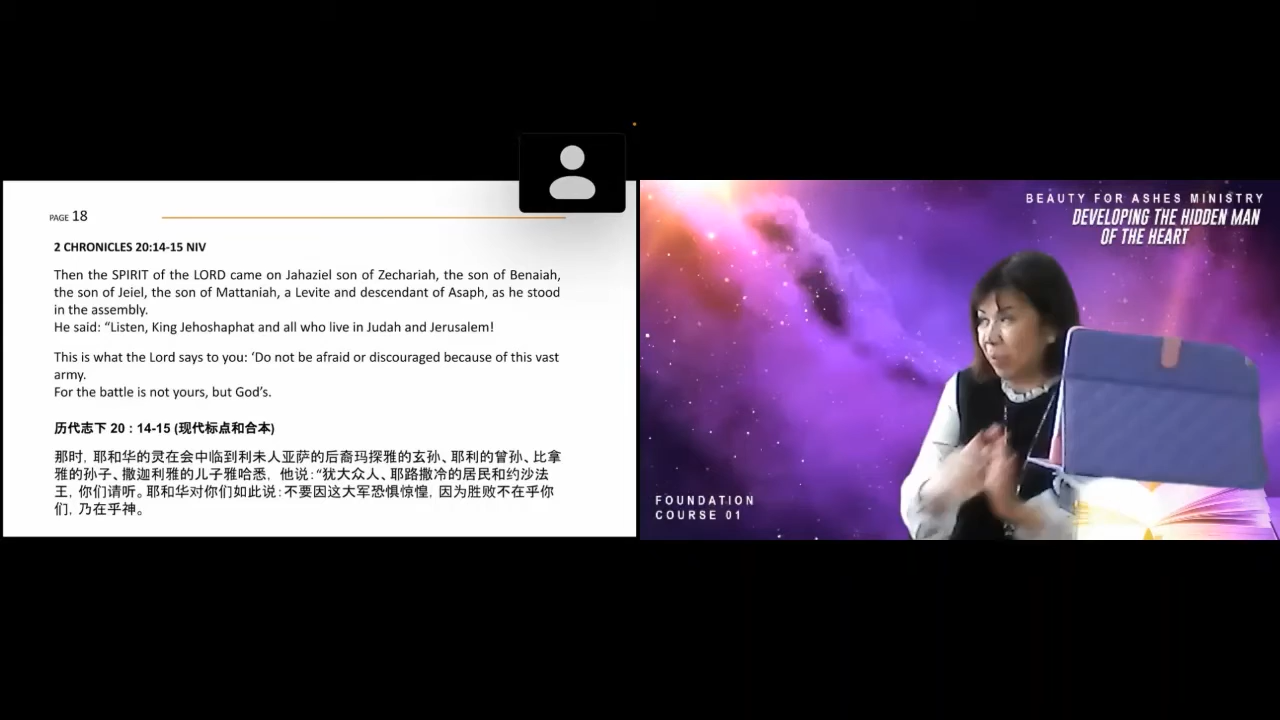 PAGE 18
2 CHRONICLES 20:14-15 NIV
Then the SPIRIT of the LORD came on Jahaziel son of Zechariah, the son of Benaiah,
the son of Jeiel, the son of Mattaniah, a Levite and descendant of Asaph, as he stood
in the assembly.
He said: “Listen, King Jehoshaphat and all who live in Judah and Jerusalem!
This is what the Lord says to you: ‘Do not be afraid or discouraged because of this vast
army.
For the battle is not yours, but God’s.
历代志下 20 : 14-15 (现代标点和合本)
那时, 耶和华的灵在会中临到利未人亚萨的后裔玛探雅的玄孙、耶利的曾孙、比拿
雅的孙子、撒迦利雅的儿子雅哈悉, 他说:“犹大众人、耶路撒冷的居民和约沙法
王, 你们请听。耶和华对你们如此说:不要因这大军恐惧惊惶, 因为胜败不在乎你
们, 乃在乎神。
BEAUTY FOR ASHES MINISTRY
DEVELOPING THE HIDDEN MAN
OF THE HEART
FOUNDATION
COURSE 01